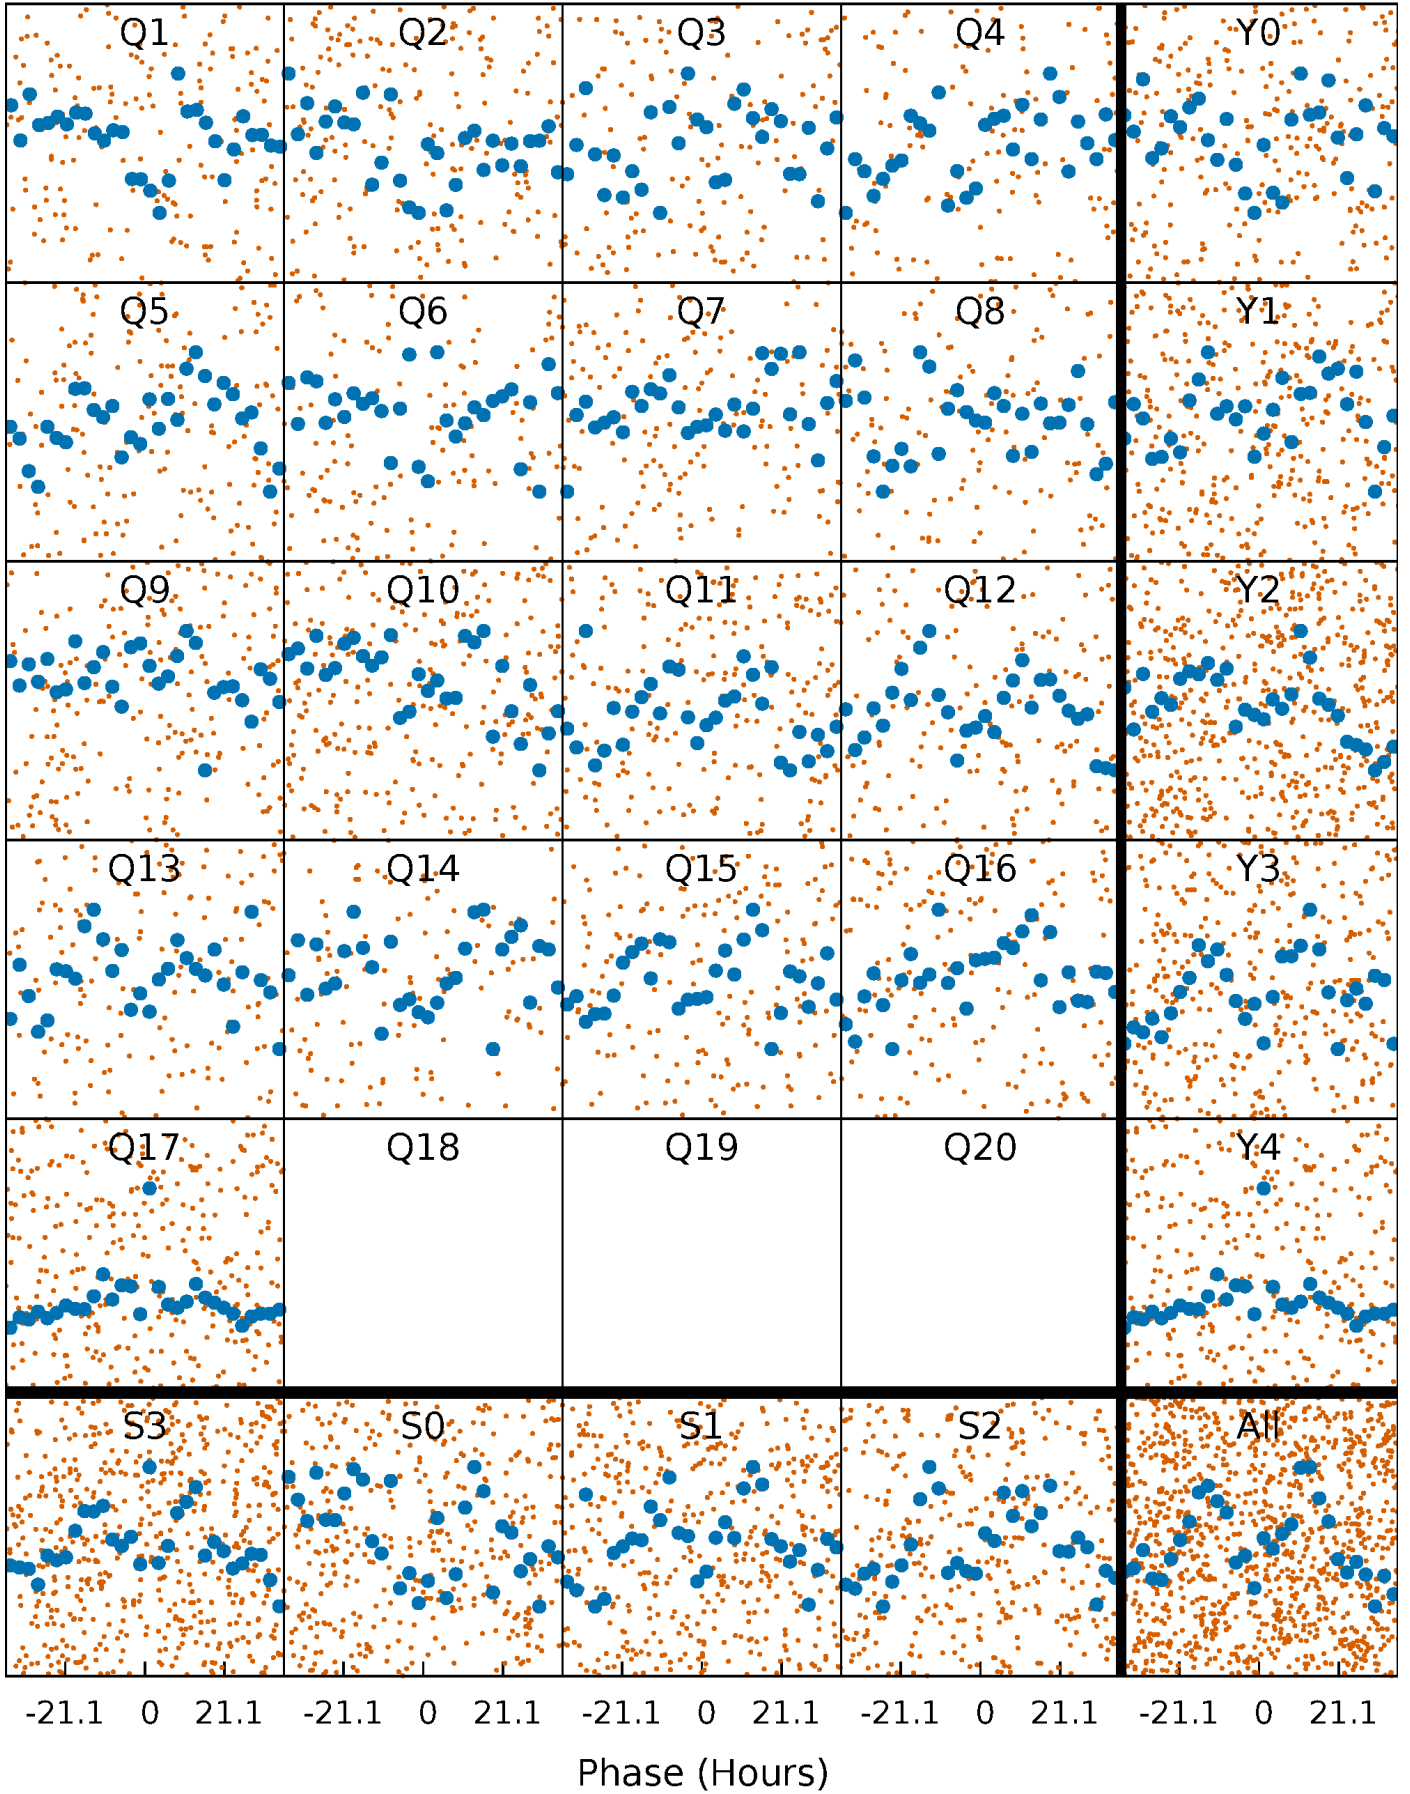 Q1 Q2 Q3 Q4 Y0
Q5 Q6 Q7 Q8 Y1
Q9 Q10 Q11 Q12 Y2
Q13 Q14 Q15 Q16 Y3
Q17 Q18 Q19 Q20 Y4
S3 S0 S1 S2 All
-21.1 0 21.1 -21.1 0 21.1 -21.1 0 21.1 -21.1 0 21.1 -21.1 0 21.1
Phase (Hours)